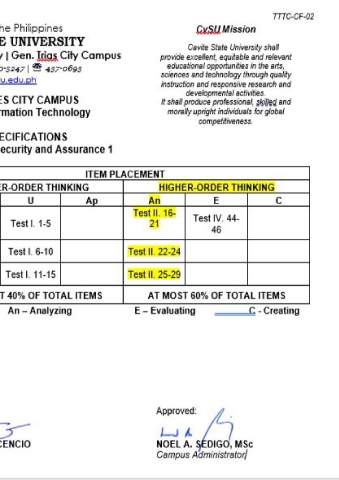 TTTC-CF-02
he Philippines
E UNIVERSITY
y | Gen. Trias City Campus
0-5247 | ☎ 437-0693
u.edu.ph
CvSU Mission
Cavite State University shall
provide excellent, equitable and relevant
educational opportunities in the arts,
sciences and technology through quality
instruction and responsive research and
developmental activities.
It shall produce professional, skilled and
morally upright individuals for global
competitiveness.
ES CITY CAMPUS
rmation Technology
ECIFICATIONS
ecurity and Assurance 1
ITEM PLACEMENT
ER-ORDER THINKING HIGHER-ORDER THINKING
U Ap An E C
Test I. 1-5 Test II. 16-21 Test IV. 44-46
Test I. 6-10 Test II. 22-24
Test I. 11-15 Test II. 25-29
T 40% OF TOTAL ITEMS AT MOST 60% OF TOTAL ITEMS
An – Analyzing E – Evaluating C - Creating
Approved:
CENCIO NOEL A. SEDIGO, MSc
Campus Administrator